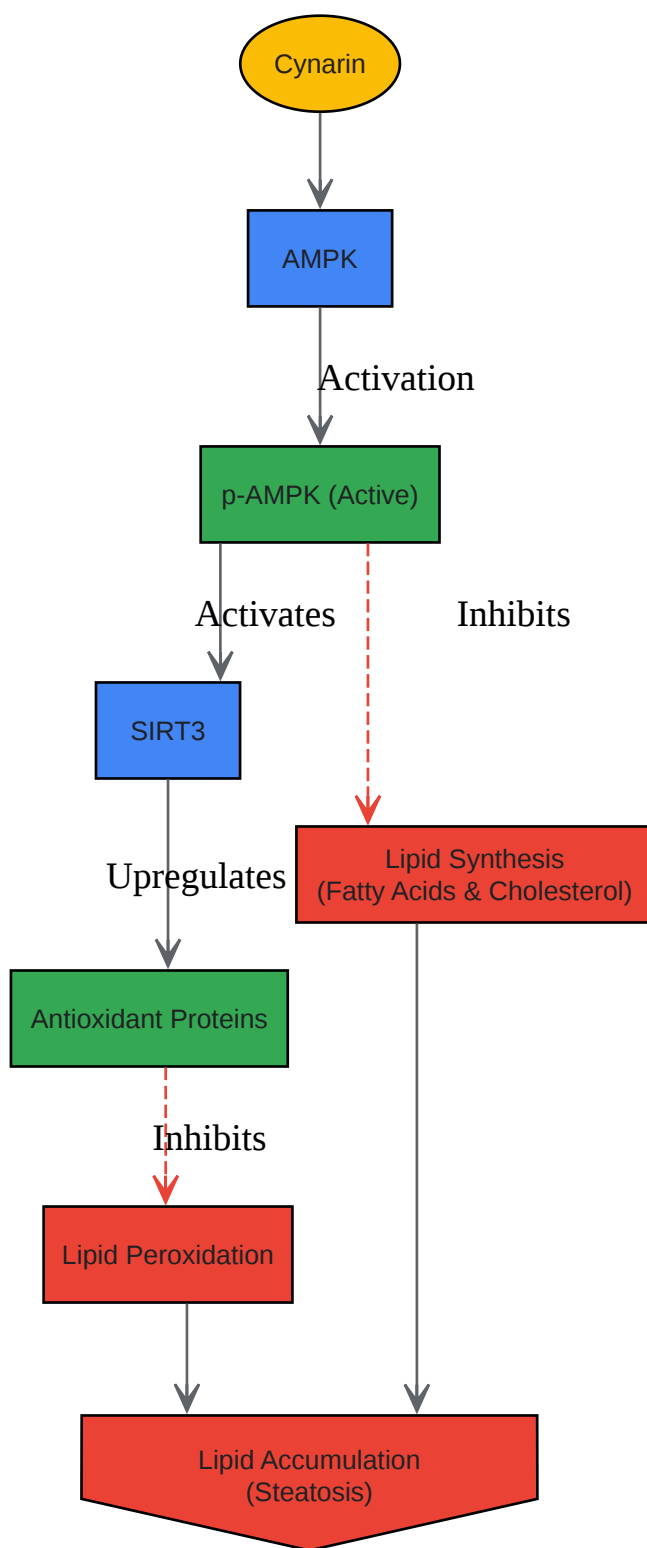 Cynarin
AMPK
Activation
p-AMPK (Active)
Activates
Inhibits
SIRT3
Lipid Synthesis
(Fatty Acids & Cholesterol)
Upregulates
Antioxidant Proteins
Inhibits
Lipid Peroxidation
Lipid Accumulation
(Steatosis)